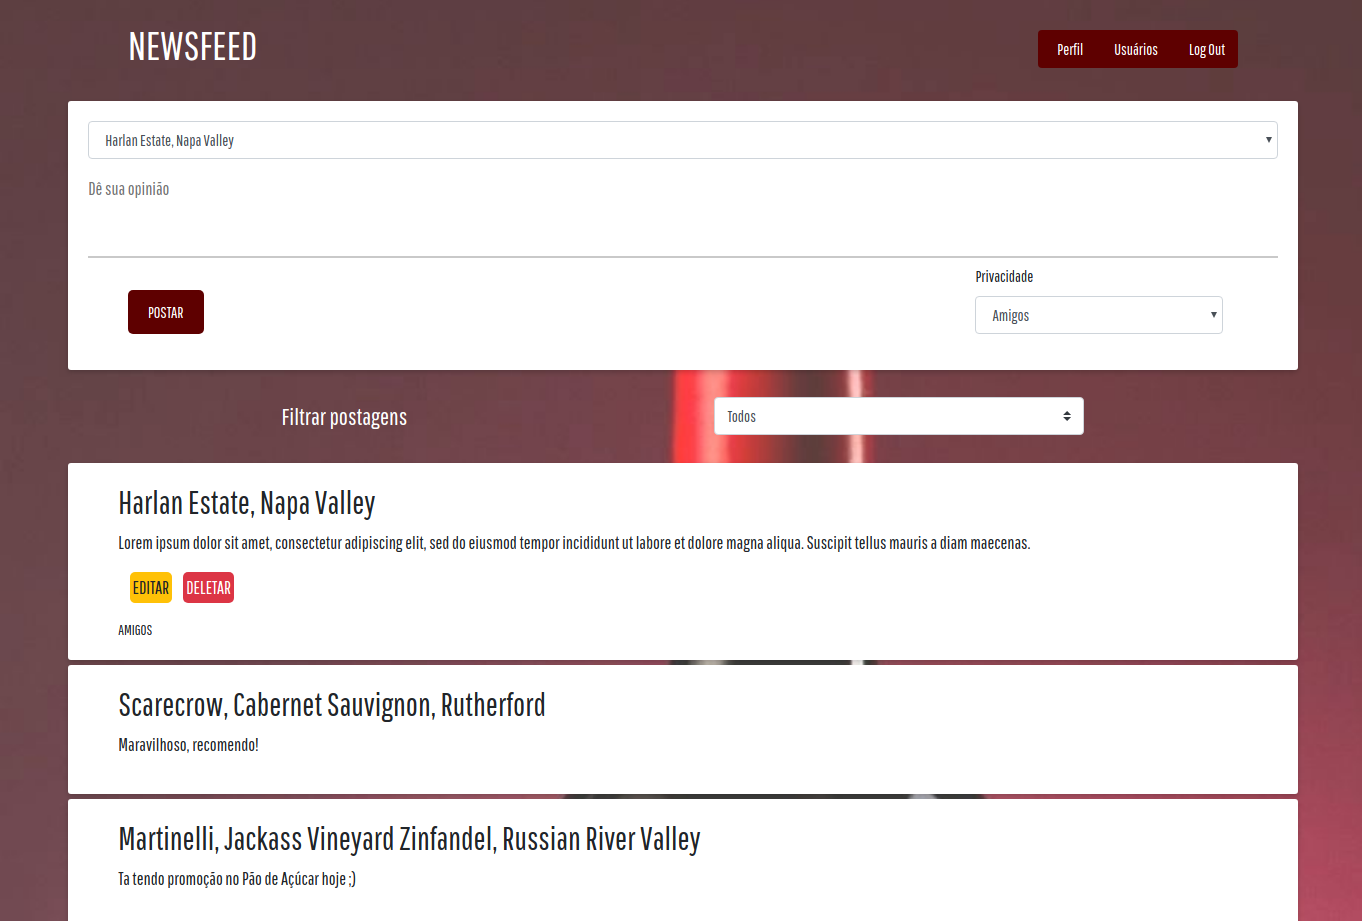 NEWSFEED
Perfil Usuários Log Out
Harlan Estate, Napa Valley
Dê sua opinião
Privacidade
POSTAR
Amigos
Filtrar postagens
Todos
Harlan Estate, Napa Valley
Lorem ipsum dolor sit amet, consectetur adipiscing elit, sed do eiusmod tempor incididunt ut labore et dolore magna aliqua. Suscipit tellus mauris a diam maecenas.
EDITAR DELETAR
AMIGOS
Scarecrow, Cabernet Sauvignon, Rutherford
Maravilhoso, recomendo!
Martinelli, Jackass Vineyard Zinfandel, Russian River Valley
Ta tendo promoção no Pão de Açúcar hoje ;)